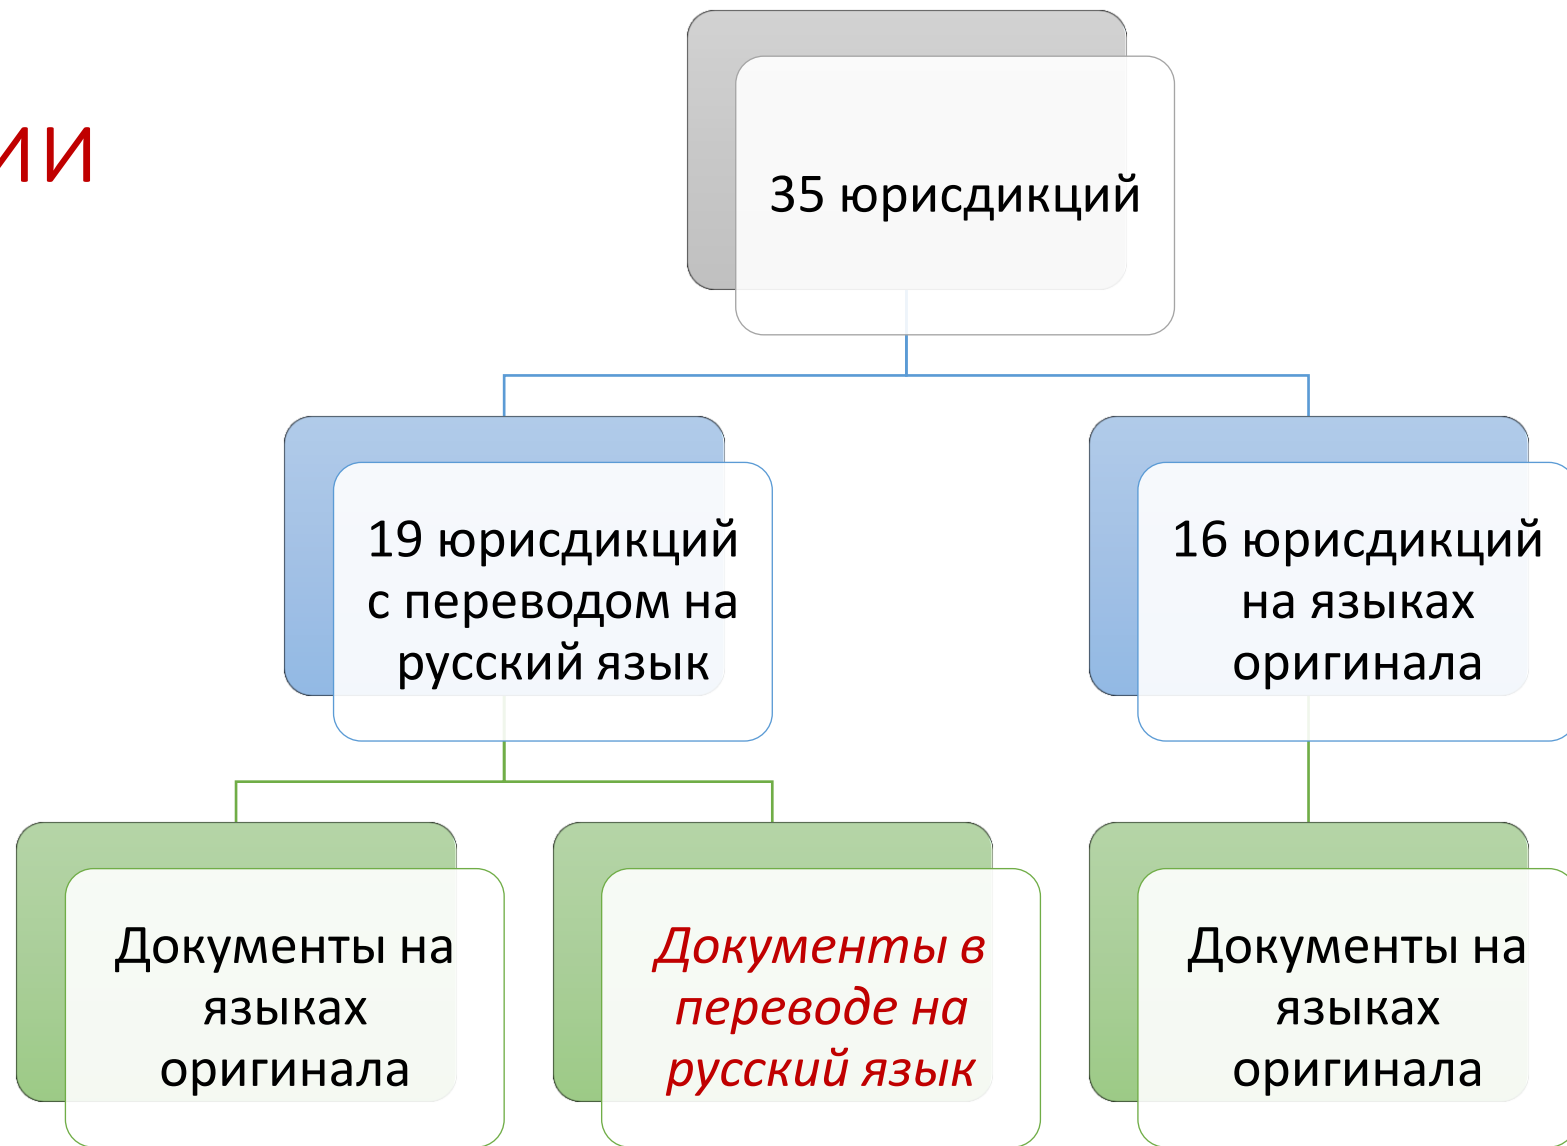 ии
35 юрисдикций
19 юрисдикций
с переводом на
русский язык
16 юрисдикций
на языках
оригинала
Документы на
языках
оригинала
Документы в
переводе на
русский язык
Документы на
языках
оригинала